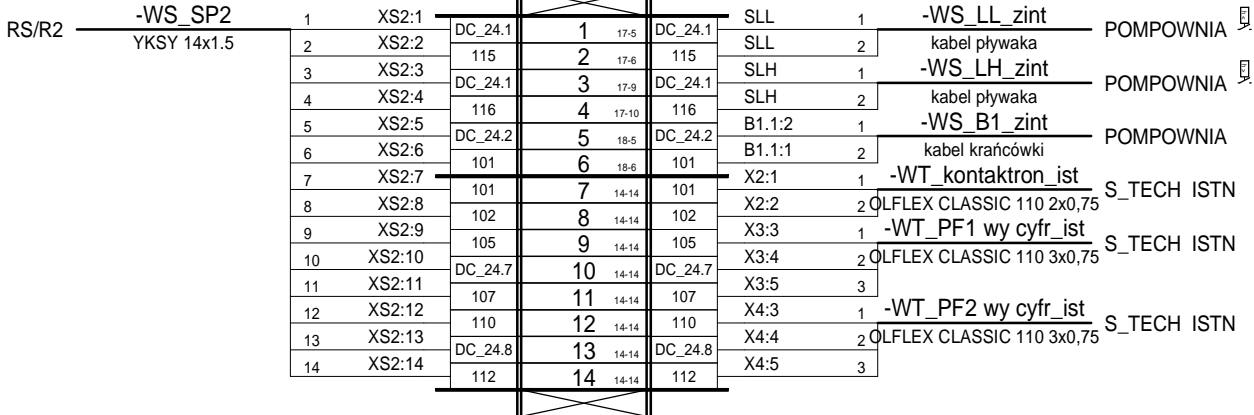 RS/R2
-WS_SP2
YKSY 14x1.5
1 XS2:1 DC_24.1 1 17-5 DC_24.1 SLL 1 -WS_LL_zint POMPOWNIA
2 XS2:2 115 2 17-6 115 SLL 2 kabel pływaka
3 XS2:3 DC_24.1 3 17-9 DC_24.1 SLH 1 -WS_LH_zint POMPOWNIA
4 XS2:4 116 4 17-10 116 SLH 2 kabel pływaka
5 XS2:5 DC_24.2 5 18-5 DC_24.2 B1.1:2 1 -WS_B1_zint POMPOWNIA
6 XS2:6 101 6 18-6 101 B1.1:1 2 kabel krańcówki
7 XS2:7 101 7 14-14 101 X2:1 1 -WT_kontaktron_ist S_TECH ISTN
8 XS2:8 102 8 14-14 102 X2:2 2 OLFLEX CLASSIC 110 2x0,75
9 XS2:9 105 9 14-14 105 X3:3 1 -WT_PF1 wy cyfr_ist S_TECH ISTN
10 XS2:10 DC_24.7 10 14-14 DC_24.7 X3:4 2 OLFLEX CLASSIC 110 3x0,75
11 XS2:11 107 11 14-14 107 X3:5 3
12 XS2:12 110 12 14-14 110 X4:3 1 -WT_PF2 wy cyfr_ist S_TECH ISTN
13 XS2:13 DC_24.8 13 14-14 DC_24.8 X4:4 2 OLFLEX CLASSIC 110 3x0,75
14 XS2:14 112 14 14-14 112 X4:5 3